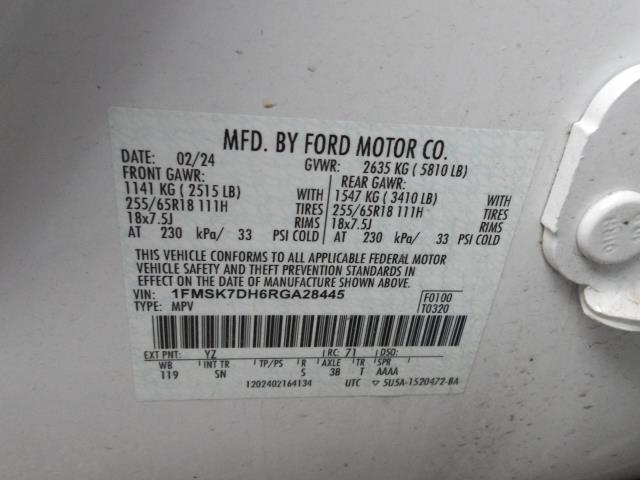 MFD. BY FORD MOTOR CO.
DATE: 02/24 GVWR: 2635 KG ( 5810 LB)
FRONT GAWR: REAR GAWR:
1141 KG ( 2515 LB) WITH 1547 KG ( 3410 LB) WITH
255/65R18 111H TIRES 255/65R18 111H TIRES
18x7.5J RIMS 18x7.5J RIMS
AT 230 kPa/ 33 PSI COLD AT 230 kPa/ 33 PSI COLD
THIS VEHICLE CONFORMS TO ALL APPLICABLE FEDERAL MOTOR
VEHICLE SAFETY AND THEFT PREVENTION STANDARDS IN
EFFECT ON THE DATE OF MANUFACTURE SHOWN ABOVE.
VIN: 1FMSK7DH6RGA28445 F0100
TYPE: MPV T0320
EXT PNT: YZ RC: 71 DSO:
WB INT TR TP/PS R AXLE TR SPR
119 SN S 3B T AAAA
1202402164134 UTC 5U5A-1520472-BA